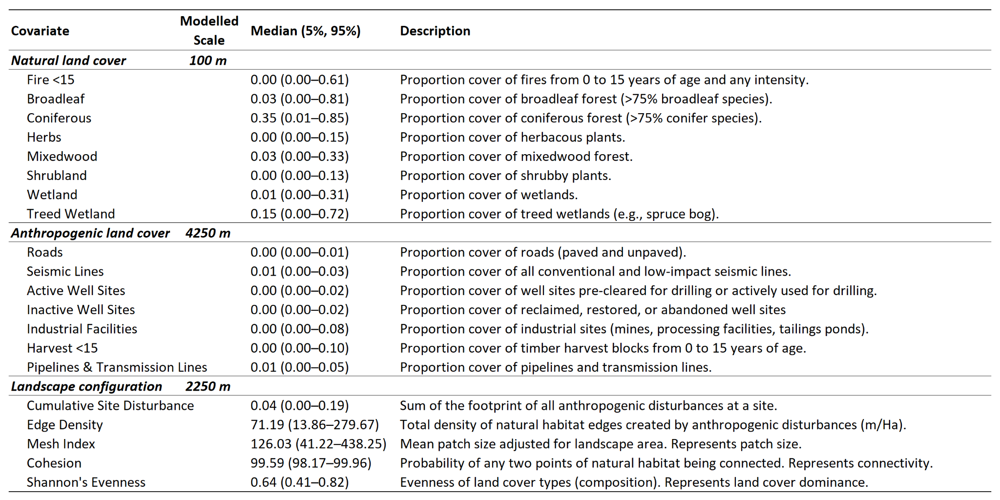 Covariate Modelled Scale Median (5%, 95%) Description
Natural land cover 100 m
Fire <15 0.00 (0.00–0.61) Proportion cover of fires from 0 to 15 years of age and any intensity.
Broadleaf 0.03 (0.00–0.81) Proportion cover of broadleaf forest (>75% broadleaf species).
Coniferous 0.35 (0.01–0.85) Proportion cover of coniferous forest (>75% conifer species).
Herbs 0.00 (0.00–0.15) Proportion cover of herbacous plants.
Mixedwood 0.03 (0.00–0.33) Proportion cover of mixedwood forest.
Shrubland 0.00 (0.00–0.13) Proportion cover of shrubby plants.
Wetland 0.01 (0.00–0.31) Proportion cover of wetlands.
Treed Wetland 0.15 (0.00–0.72) Proportion cover of treed wetlands (e.g., spruce bog).
Anthropogenic land cover 4250 m
Roads 0.00 (0.00–0.01) Proportion cover of roads (paved and unpaved).
Seismic Lines 0.01 (0.00–0.03) Proportion cover of all conventional and low-impact seismic lines.
Active Well Sites 0.00 (0.00–0.02) Proportion cover of well sites pre-cleared for drilling or actively used for drilling.
Inactive Well Sites 0.00 (0.00–0.02) Proportion cover of reclaimed, restored, or abandoned well sites
Industrial Facilities 0.00 (0.00–0.08) Proportion cover of industrial sites (mines, processing facilities, tailings ponds).
Harvest <15 0.00 (0.00–0.10) Proportion cover of timber harvest blocks from 0 to 15 years of age.
Pipelines & Transmission Lines 0.01 (0.00–0.05) Proportion cover of pipelines and transmission lines.
Landscape configuration 2250 m
Cumulative Site Disturbance 0.04 (0.00–0.19) Sum of the footprint of all anthropogenic disturbances at a site.
Edge Density 71.19 (13.86–279.67) Total density of natural habitat edges created by anthropogenic disturbances (m/Ha).
Mesh Index 126.03 (41.22–438.25) Mean patch size adjusted for landscape area. Represents patch size.
Cohesion 99.59 (98.17–99.96) Probability of any two points of natural habitat being connected. Represents connectivity.
Shannon's Evenness 0.64 (0.41–0.82) Evenness of land cover types (composition). Represents land cover dominance.